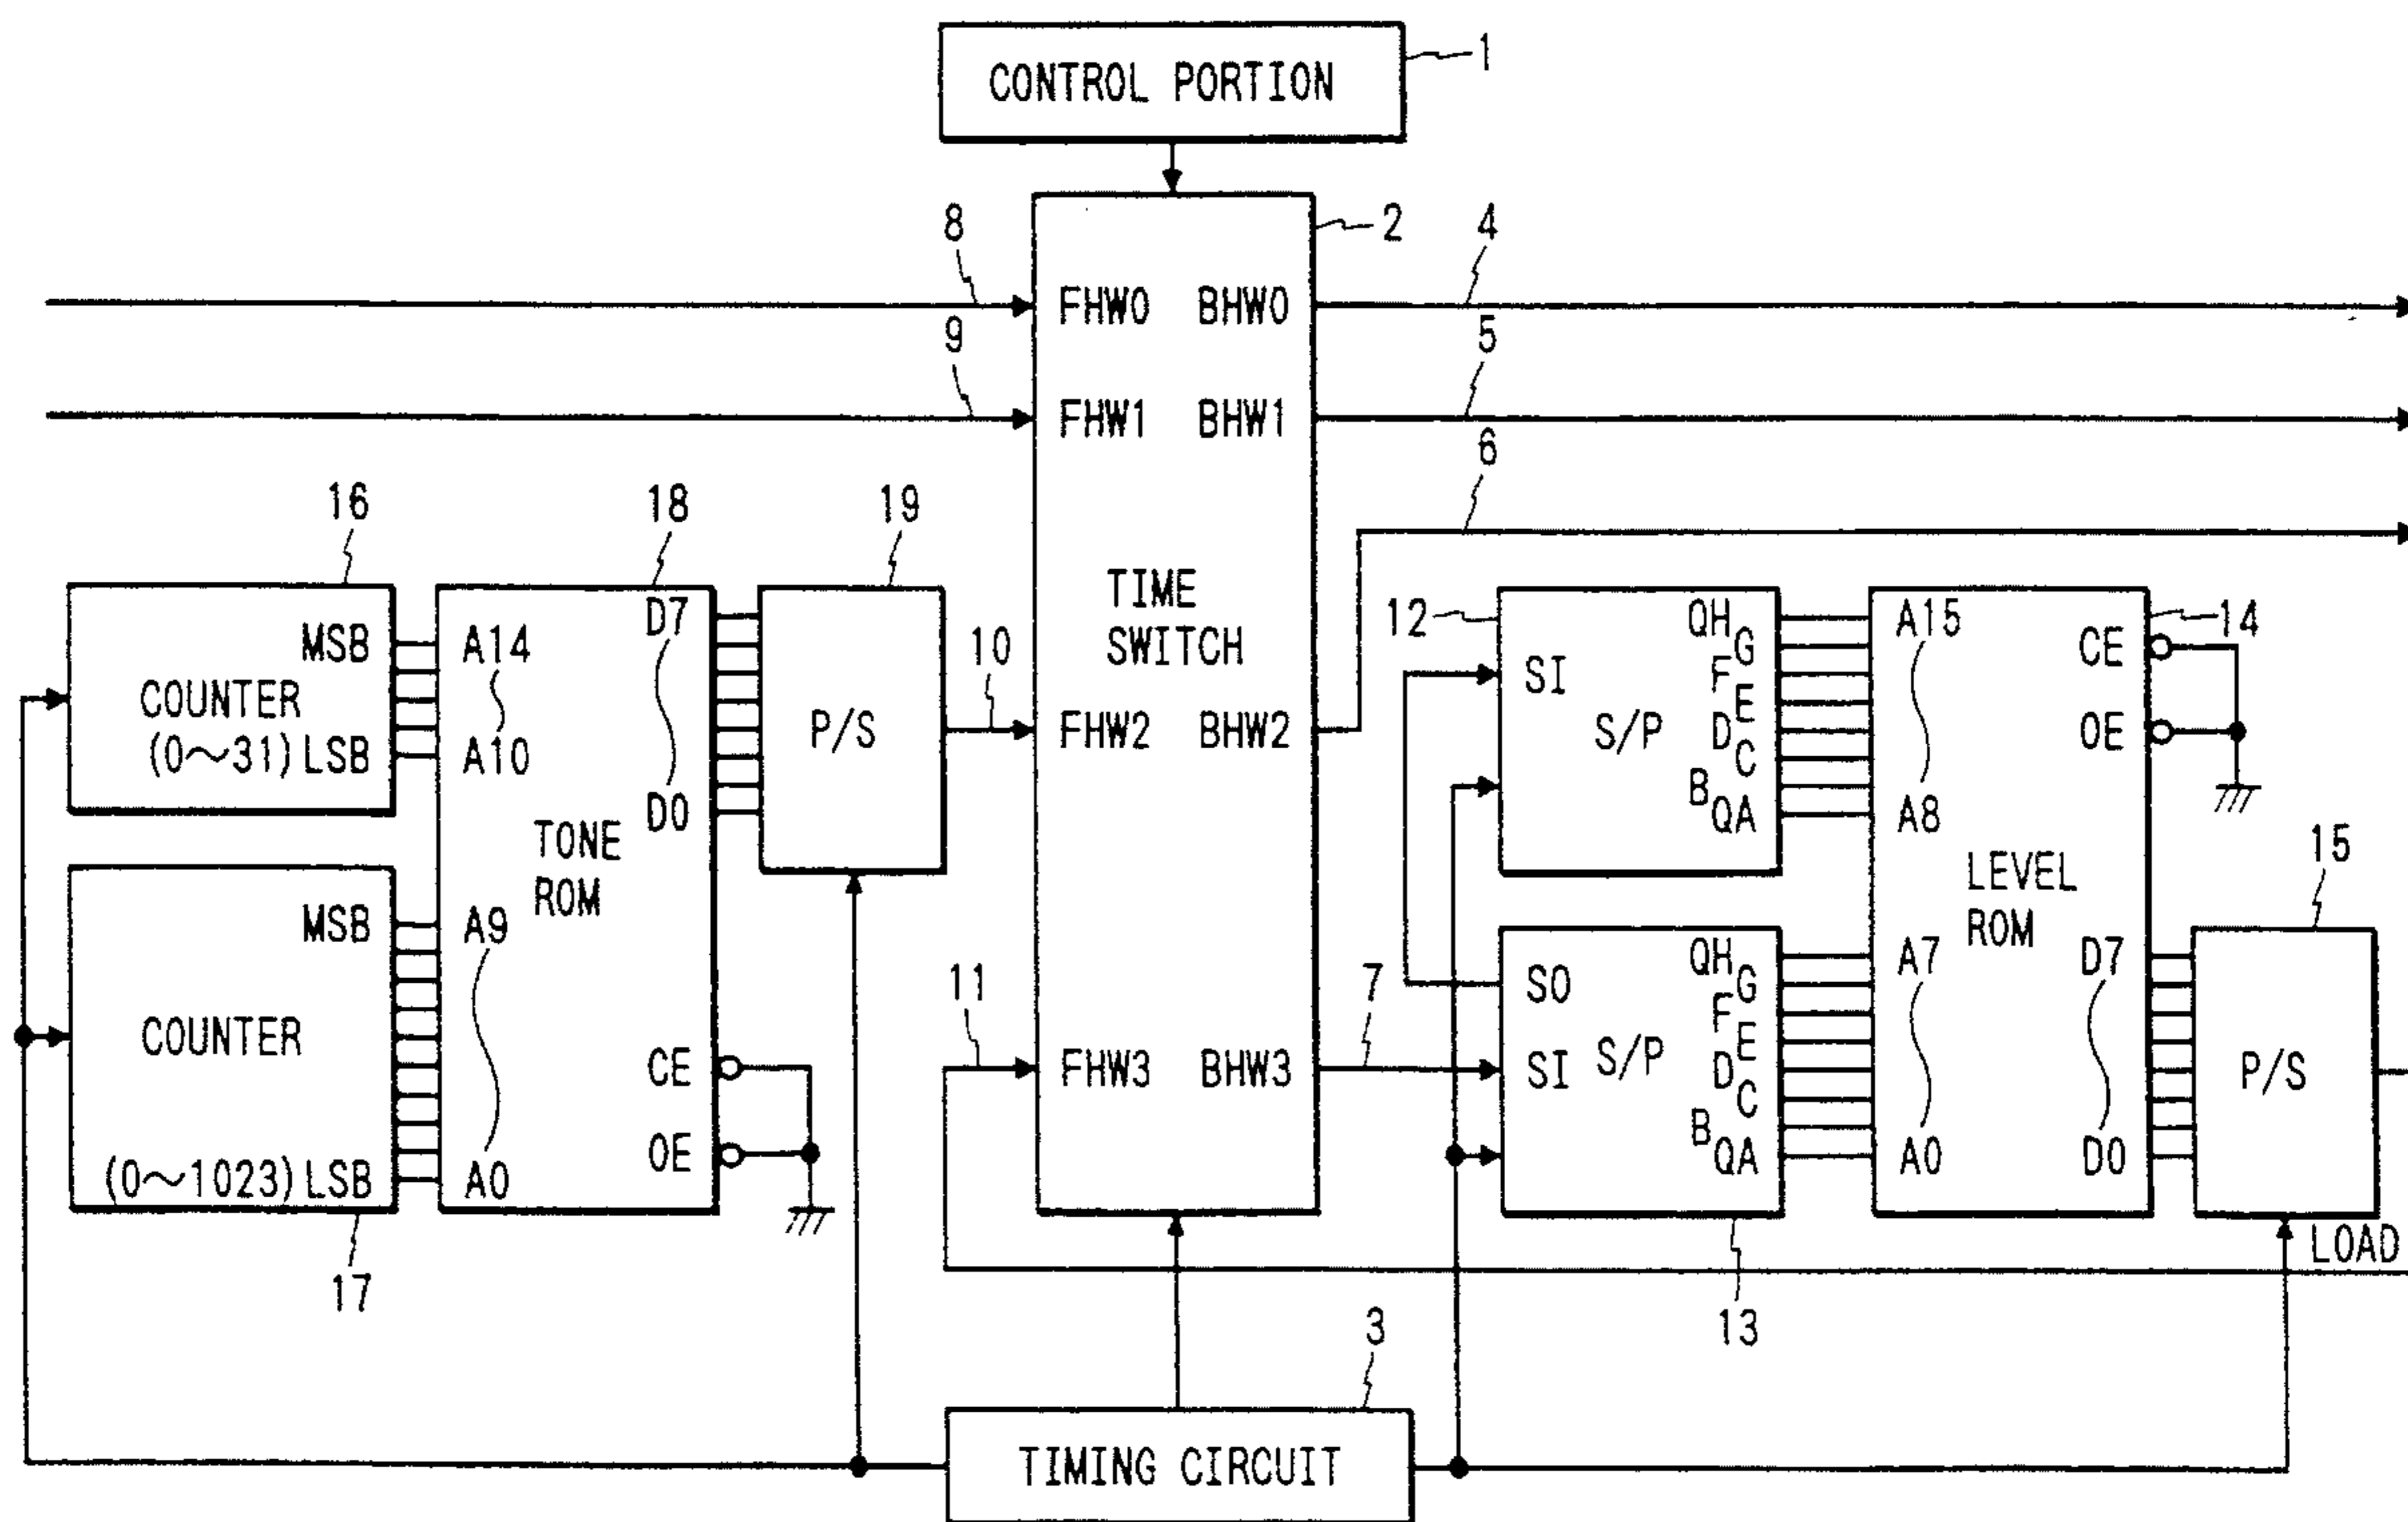 CONTROL PORTION
1
2
8
4
FHW0 BHW0
9
5
FHW1 BHW1
6
16
18
19
TIME
SWITCH
10
FHW2 BHW2
MSB
COUNTER
(0~31) LSB
A14
A10
D7
D0
TONE
ROM
P/S
MSB
COUNTER
(0~1023) LSB
17
A9
A0
CE
OE
11
FHW3 BHW3
7
12
SI
S/P
QH
G
F
E
D
C
B
QA
A15
A8
14
CE
OE
LEVEL
ROM
SO
SI
S/P
QH
G
F
E
D
C
B
QA
13
A7
A0
D7
D0
15
P/S
LOAD
3
TIMING CIRCUIT